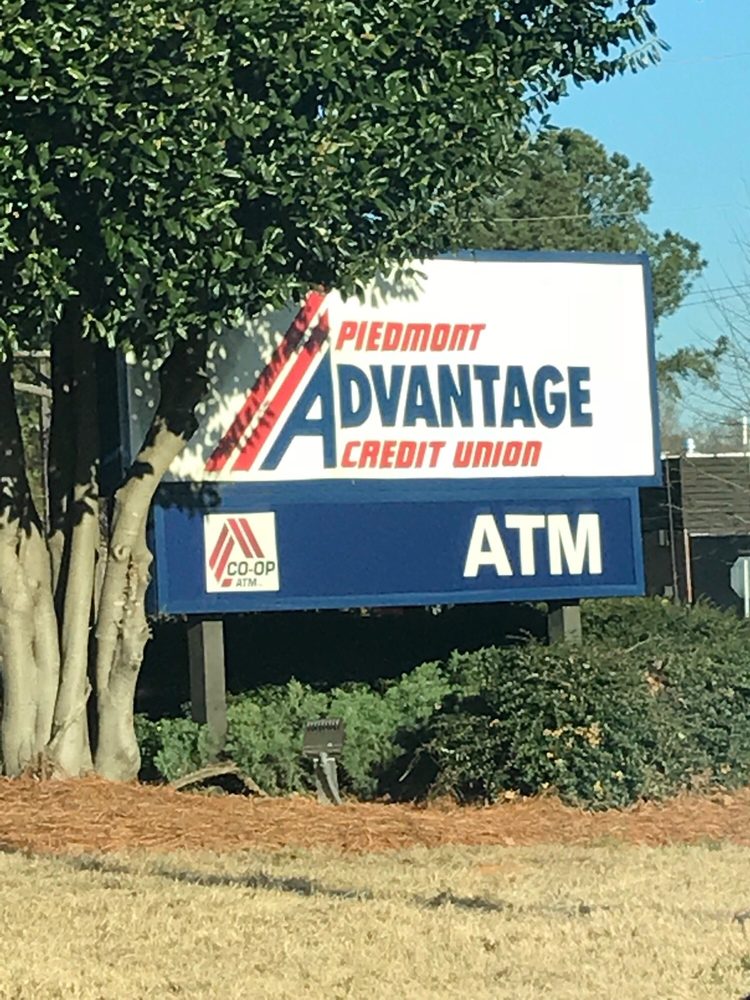 PIEDMONT
ADVANTAGE
CREDIT UNION
CO-OP
ATM
ATM